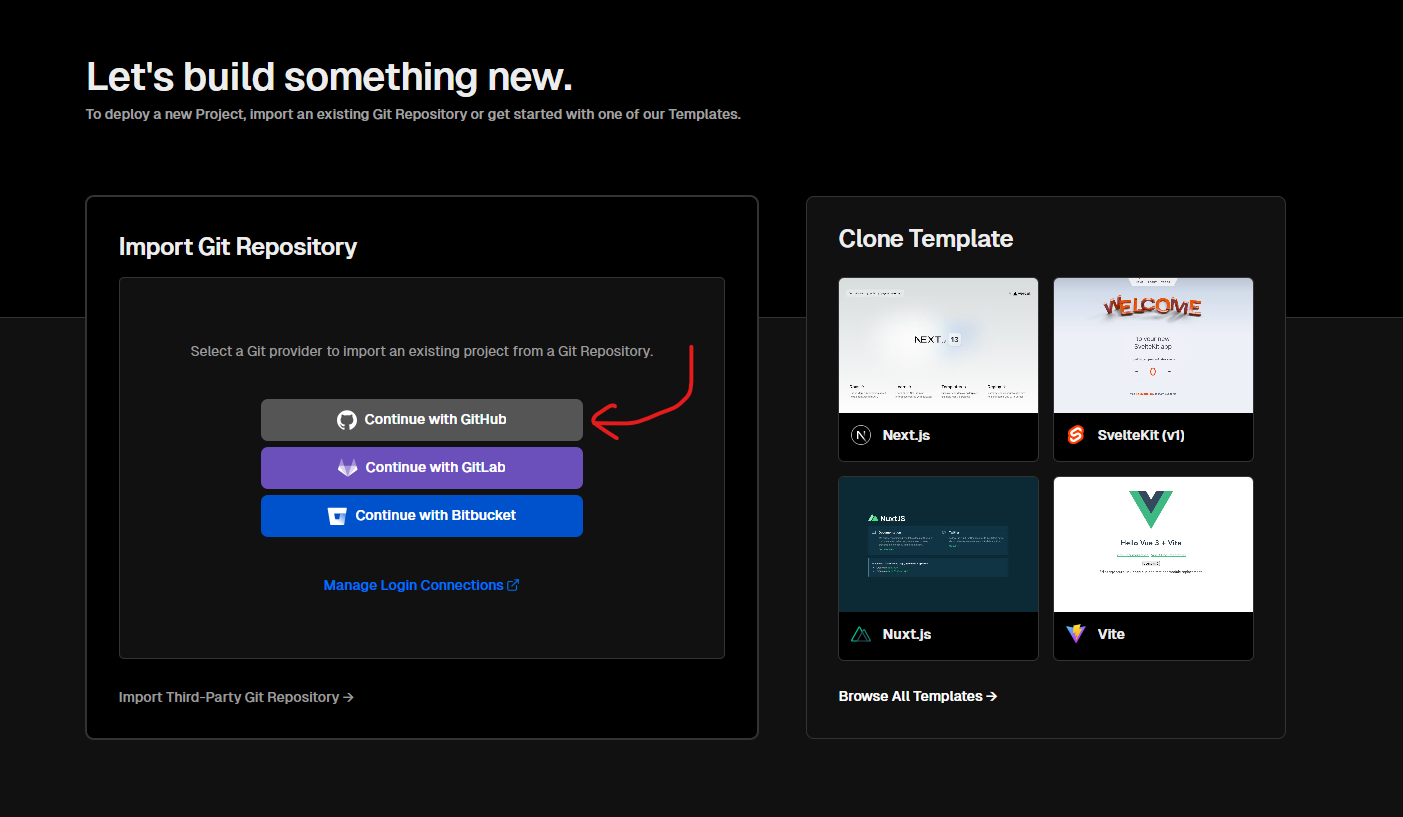 Let's build something new.
To deploy a new Project, import an existing Git Repository or get started with one of our Templates.
Import Git Repository
Select a Git provider to import an existing project from a Git Repository.
Continue with GitHub
Continue with GitLab
Continue with Bitbucket
Manage Login Connections
Import Third-Party Git Repository →
Clone Template
NEXT.js 13
Next.js
WELCOME
to your new
SvelteKit app
0
SvelteKit (v1)
NuxtJS
Nuxt.js
Hello Vue 3 + Vite
Vite
Browse All Templates →